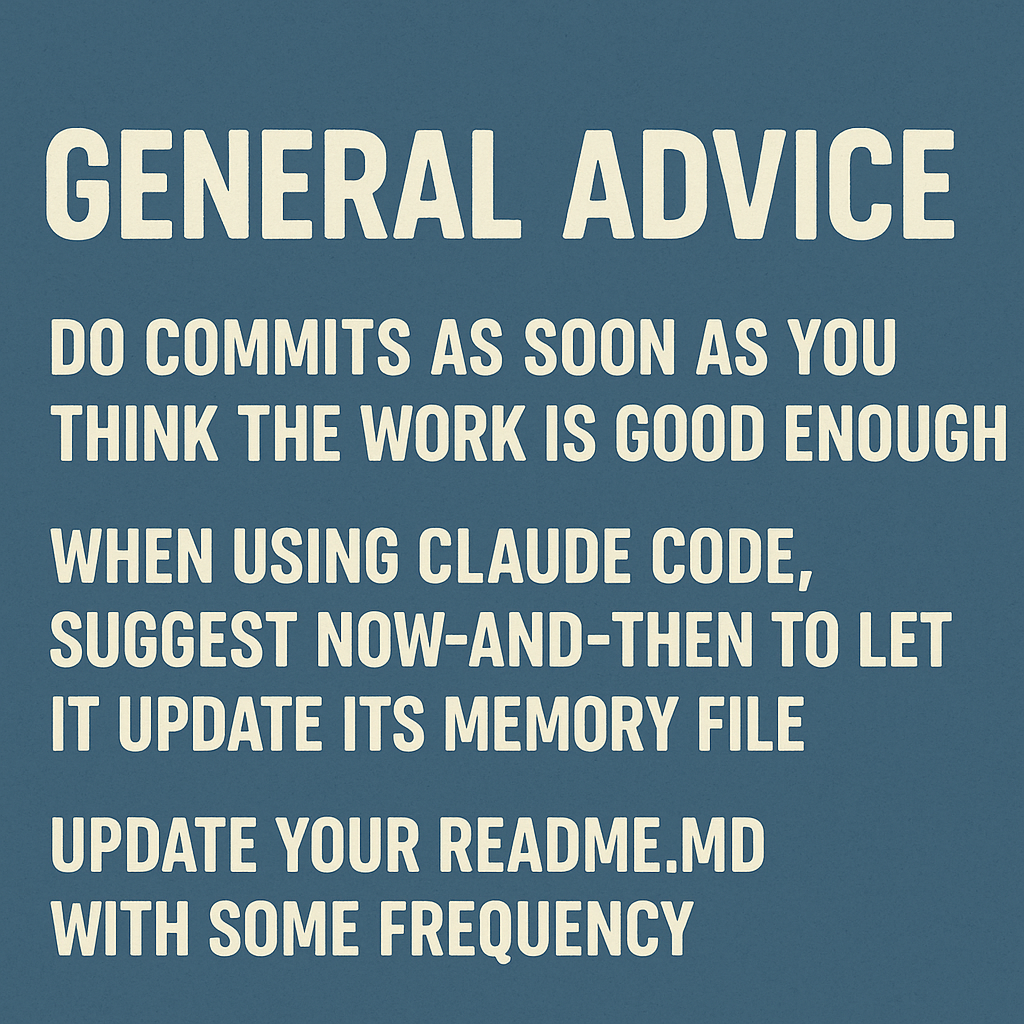 GENERAL ADVICE
DO COMMITS AS SOON AS YOU
THINK THE WORK IS GOOD ENOUGH
WHEN USING CLAUDE CODE,
SUGGEST NOW-AND-THEN TO LET
IT UPDATE ITS MEMORY FILE
UPDATE YOUR README.MD
WITH SOME FREQUENCY